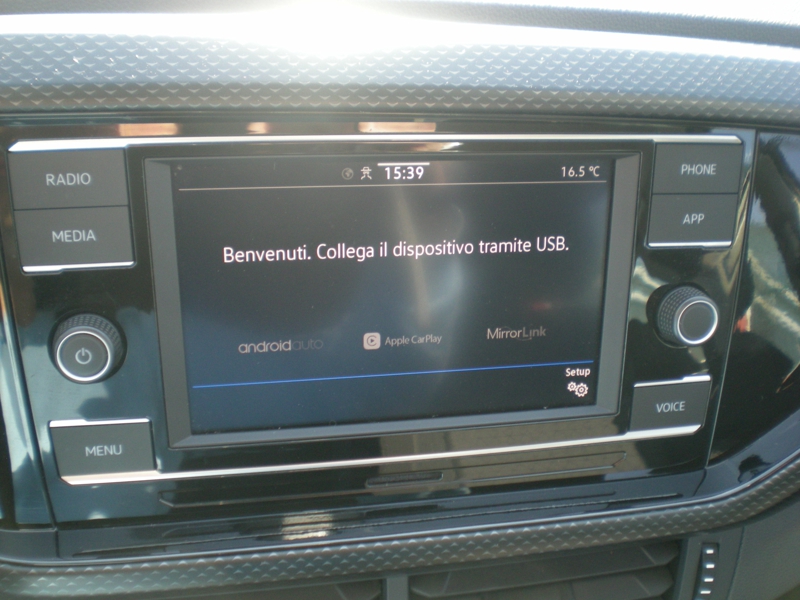 RADIO
MEDIA
MENU
15:39
16.5 °C
Benvenuti. Collega il dispositivo tramite USB.
androidauto
Apple CarPlay
MirrorLink
Setup
PHONE
APP
VOICE